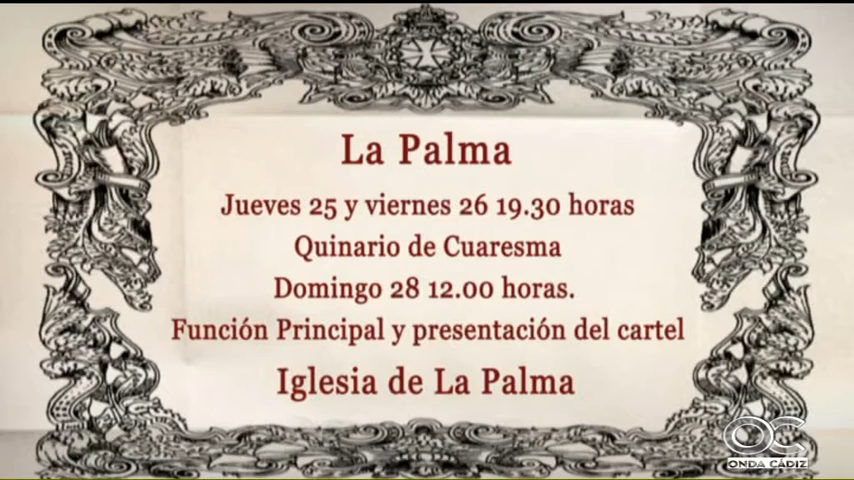 La Palma
Jueves 25 y viernes 26 19.30 horas
Quinario de Cuaresma
Domingo 28 12.00 horas.
Función Principal y presentación del cartel
Iglesia de La Palma
OC
ONDA CÁDIZ